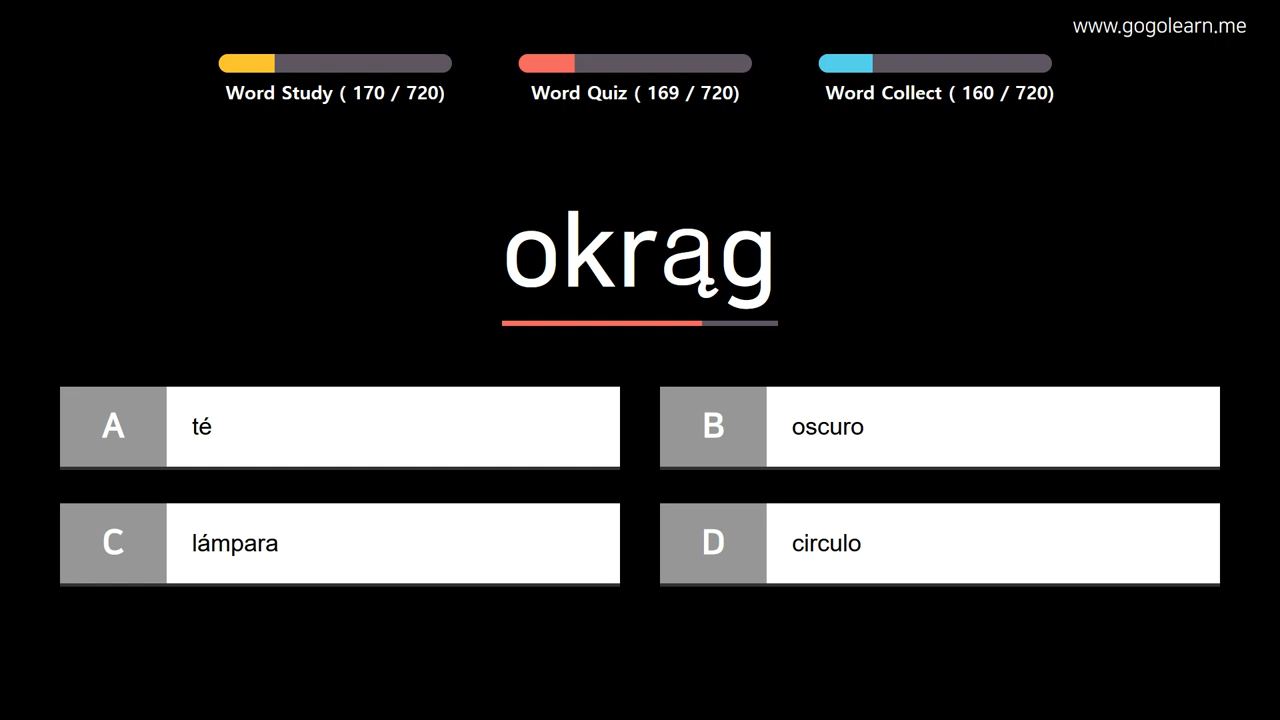 www.gogolearn.me
Word Study ( 170 / 720)
Word Quiz ( 169 / 720)
Word Collect ( 160 / 720)
okrąg
A té
B oscuro
C lámpara
D circulo